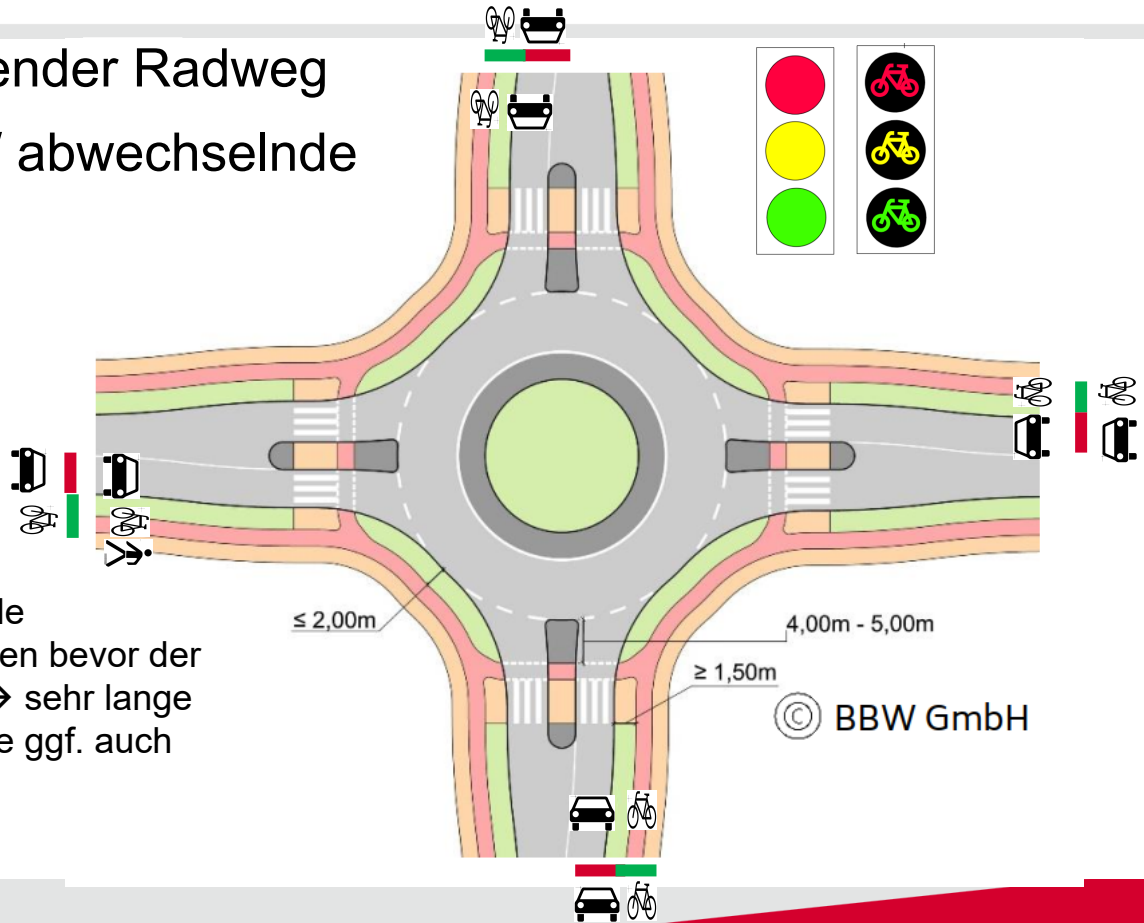 ender Radweg
abwechselnde
≤ 2,00m
4,00m - 5,00m
≥ 1,50m
en bevor der
→ sehr lange
e ggf. auch
© BBW GmbH